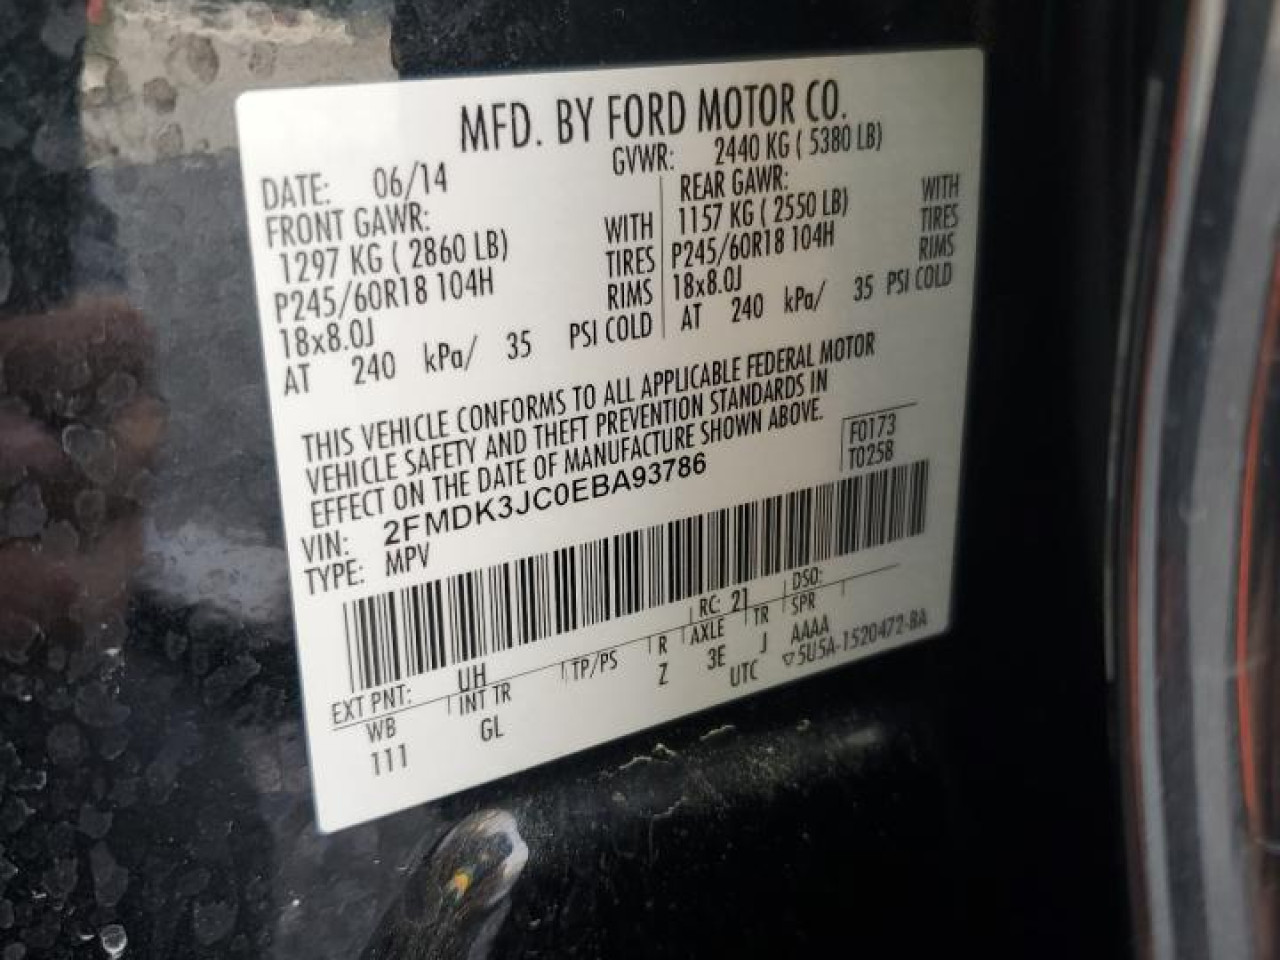 MFD. BY FORD MOTOR CO.
DATE: 06/14 GVWR: 2440 KG ( 5380 LB)
FRONT GAWR: REAR GAWR:
1297 KG ( 2860 LB) WITH 1157 KG ( 2550 LB) WITH
P245/60R18 104H TIRES P245/60R18 104H TIRES
18x8.0J RIMS 18x8.0J RIMS
AT 240 kPa/ 35 PSI COLD AT 240 kPa/ 35 PSI COLD
THIS VEHICLE CONFORMS TO ALL APPLICABLE FEDERAL MOTOR
VEHICLE SAFETY AND THEFT PREVENTION STANDARDS IN
EFFECT ON THE DATE OF MANUFACTURE SHOWN ABOVE.
F0173
T0258
VIN: 2FMDK3JC0EBA93786
TYPE: MPV
EXT PNT: UH RC: 21 DSO:
WB INT TR TP/PS R AXLE TR SPR
111 GL Z 3E J AAAA
UTC ▽5U5A-1520472-BA